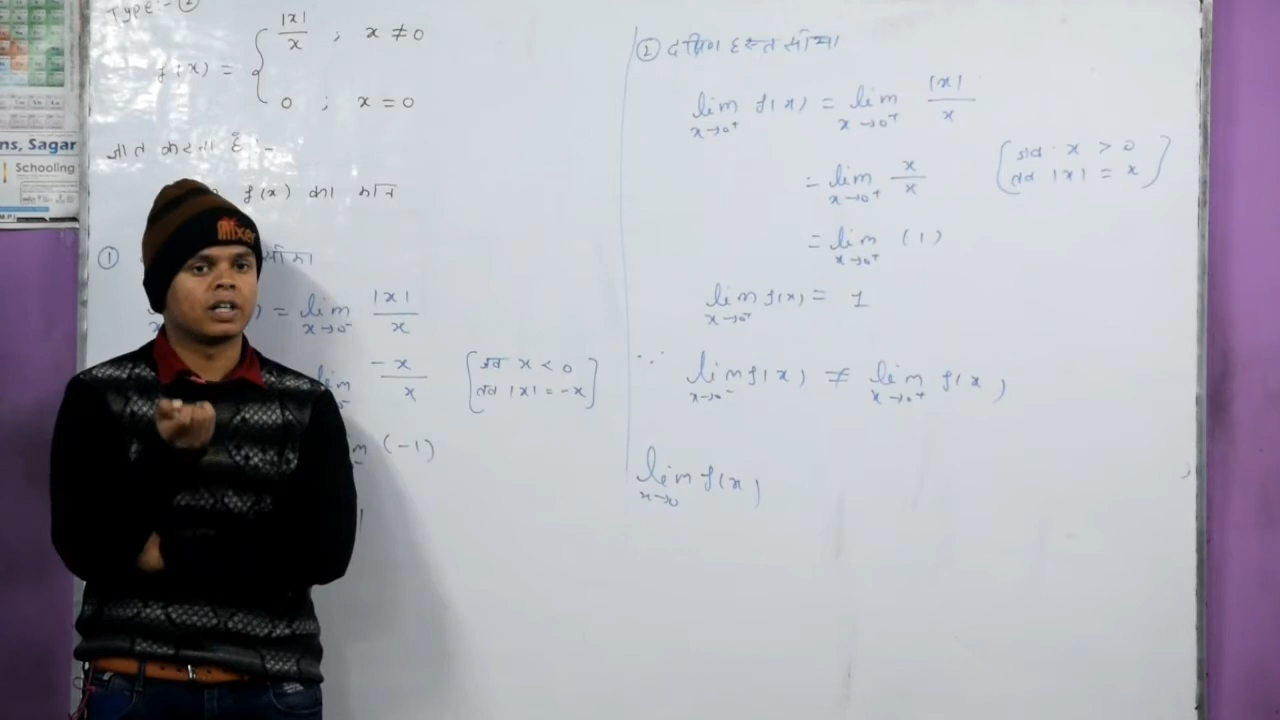 Type:- ②
f(x) = { |x|/x ; x ≠ 0
0 ; x = 0
ज्ञात करना है :-
f(x) का मान
① सीमा
) = lim x→0⁻ |x|/x
lim -x/x [जब x < 0
तब |x| = -x]
(-1)
② दक्षिण हस्त सीमा
lim x→0⁺ f(x) = lim x→0⁺ |x|/x
= lim x→0⁺ x/x [जब x > 0
तब |x| = x]
= lim x→0⁺ (1)
lim x→0⁺ f(x) = 1
∵ lim x→0⁻ f(x) ≠ lim x→0⁺ f(x)
lim x→0 f(x)
ns, Sagar
Schooling
Mixer